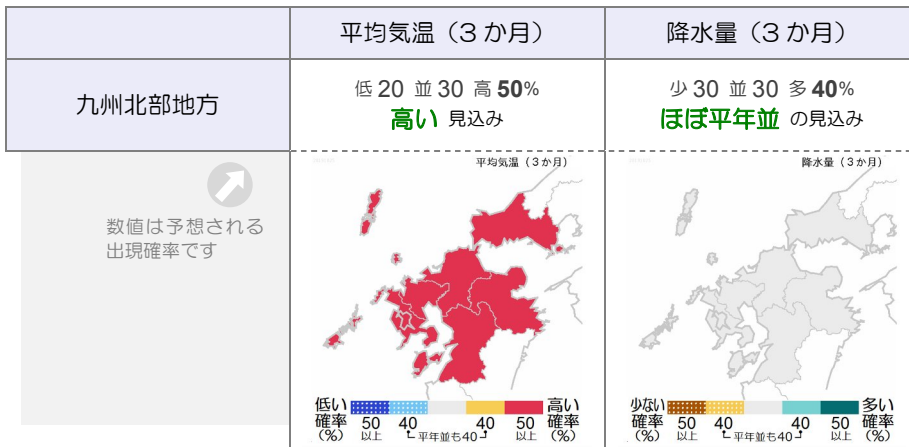 平均気温（3か月）
降水量（3か月）
九州北部地方
低 20 並 30 高 50%
高い 見込み
少 30 並 30 多 40%
ほぼ平年並 の見込み
数値は予想される
出現確率です
平均気温（3か月）
低い 高い
確率 50 40 40 50 確率
(%) 以上 平年並も40 以上 (%)
降水量（3か月）
少ない 多い
確率 50 40 40 50 確率
(%) 以上 平年並も40 以上 (%)